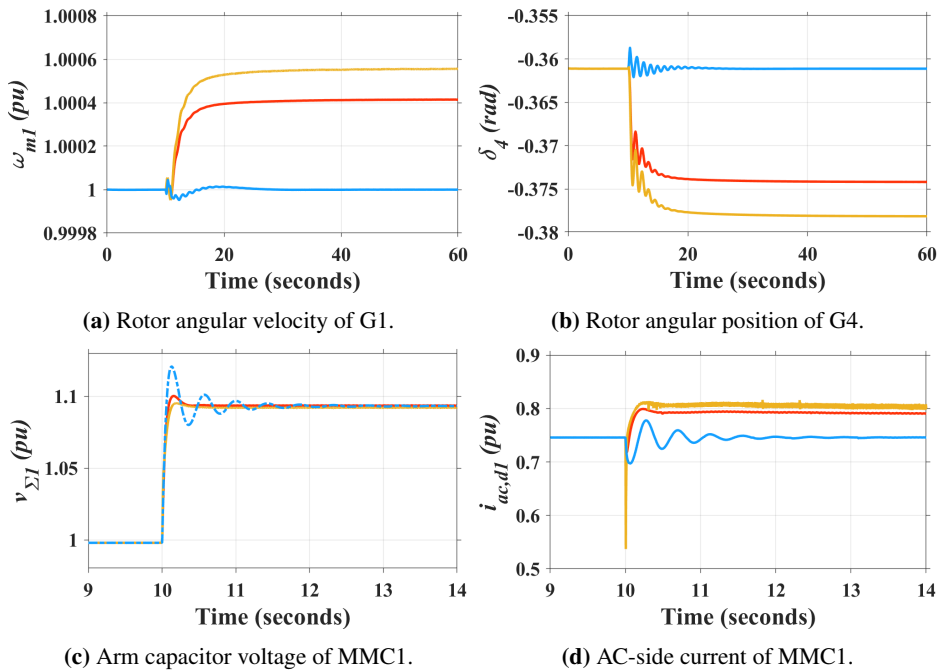 1.0008
1.0006
1.0004
1.0002
1
0.9998
ω_m1 (pu)
0 20 40 60
Time (seconds)
(a) Rotor angular velocity of G1.
-0.355
-0.36
-0.365
-0.37
-0.375
-0.38
δ_4 (rad)
0 20 40 60
Time (seconds)
(b) Rotor angular position of G4.
1.1
1.05
1
v_Σ1 (pu)
9 10 11 12 13 14
Time (seconds)
(c) Arm capacitor voltage of MMC1.
0.9
0.8
0.7
0.6
0.5
i_ac,d1 (pu)
9 10 11 12 13 14
Time (seconds)
(d) AC-side current of MMC1.